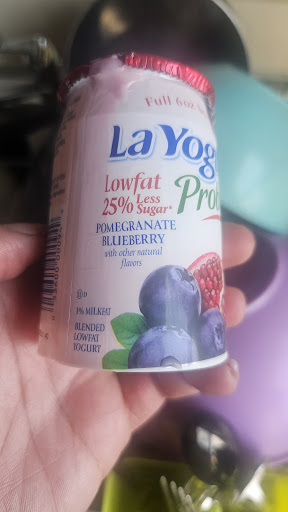 Full 6oz
La Yog
Lowfat
25% Less
Sugar*
Pro
POMEGRANATE
BLUEBERRY
with other natural
flavors
1% MILKFAT
BLENDED
LOWFAT
YOGURT